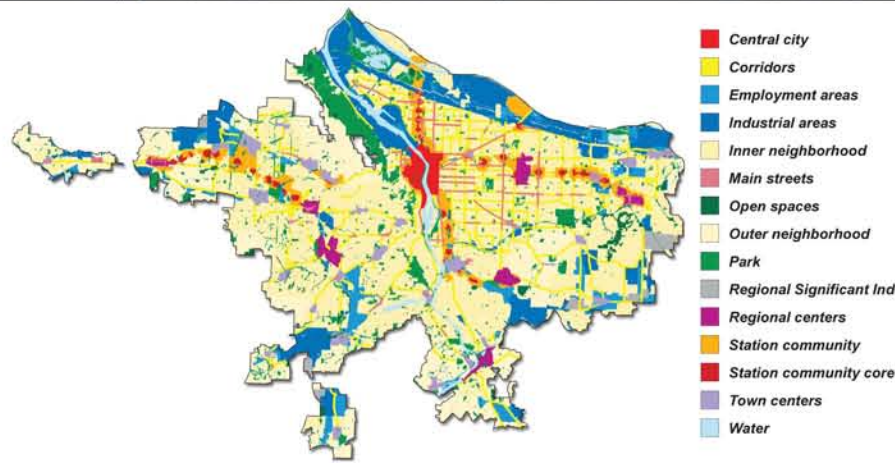 Central city
Corridors
Employment areas
Industrial areas
Inner neighborhood
Main streets
Open spaces
Outer neighborhood
Park
Regional Significant Ind
Regional centers
Station community
Station community core
Town centers
Water